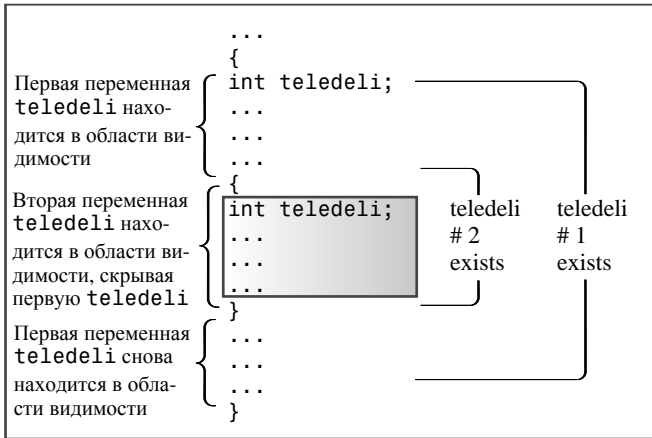 ...
{
Первая переменная
teledeli нахо-
дится в области ви-
димости
int teledeli;
...
...
...
{
Вторая переменная
teledeli нахо-
дится в области ви-
димости, скрывая
первую teledeli
int teledeli;
...
...
...
}
teledeli
# 2
exists
teledeli
# 1
exists
Первая переменная
teledeli снова
находится в обла-
сти видимости
...
...
...
}